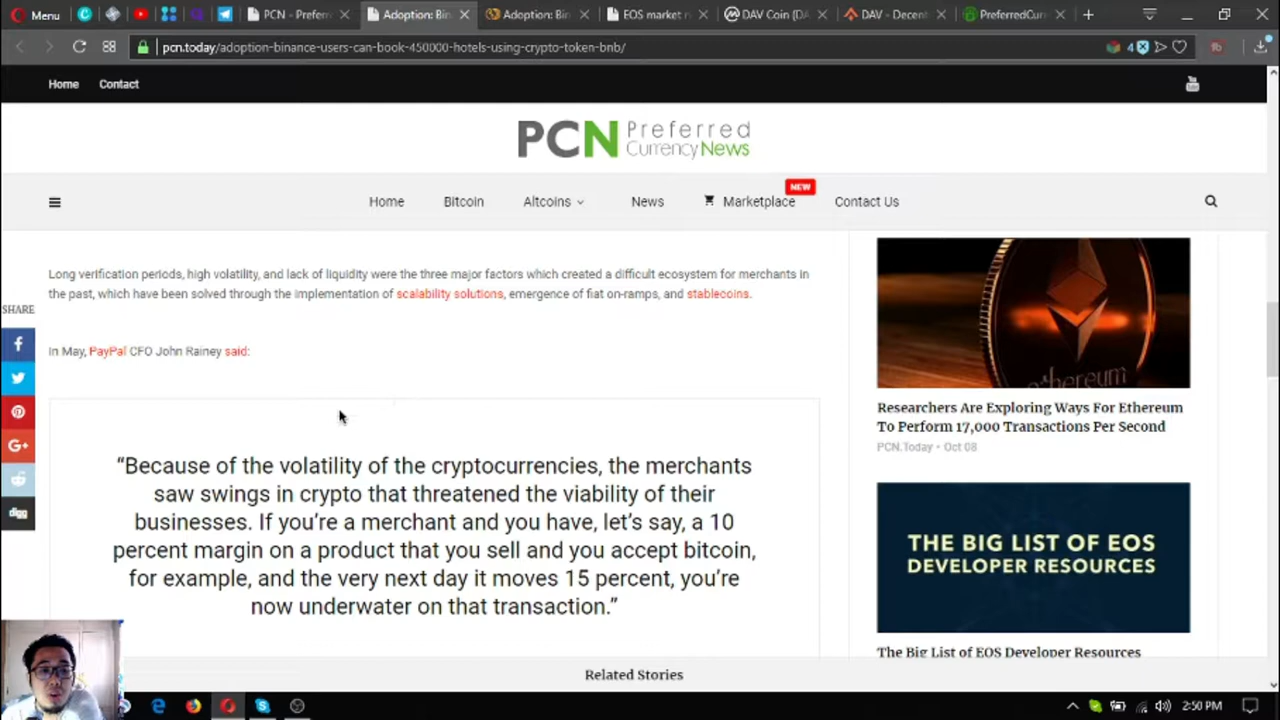 Menu
PCN - Prefer
Adoption: Bin
Adoption: Bin
EOS market r
DAV Coin (DA
DAV - Decent
PreferredCur
pcn.today/adoption-binance-users-can-book-450000-hotels-using-crypto-token-bnb/
4
Home Contact
PCN Preferred
CurrencyNews
NEW
Home Bitcoin Altcoins News Marketplace Contact Us
Long verification periods, high volatility, and lack of liquidity were the three major factors which created a difficult ecosystem for merchants in
the past, which have been solved through the implementation of scalability solutions, emergence of fiat on-ramps, and stablecoins.
SHARE
In May, PayPal CFO John Rainey said:
“Because of the volatility of the cryptocurrencies, the merchants
saw swings in crypto that threatened the viability of their
businesses. If you’re a merchant and you have, let’s say, a 10
percent margin on a product that you sell and you accept bitcoin,
for example, and the very next day it moves 15 percent, you’re
now underwater on that transaction.”
digg
ethereum
Researchers Are Exploring Ways For Ethereum
To Perform 17,000 Transactions Per Second
PCN.Today - Oct 08
THE BIG LIST OF EOS
DEVELOPER RESOURCES
The Big List of EOS Developer Resources
Related Stories
2:50 PM